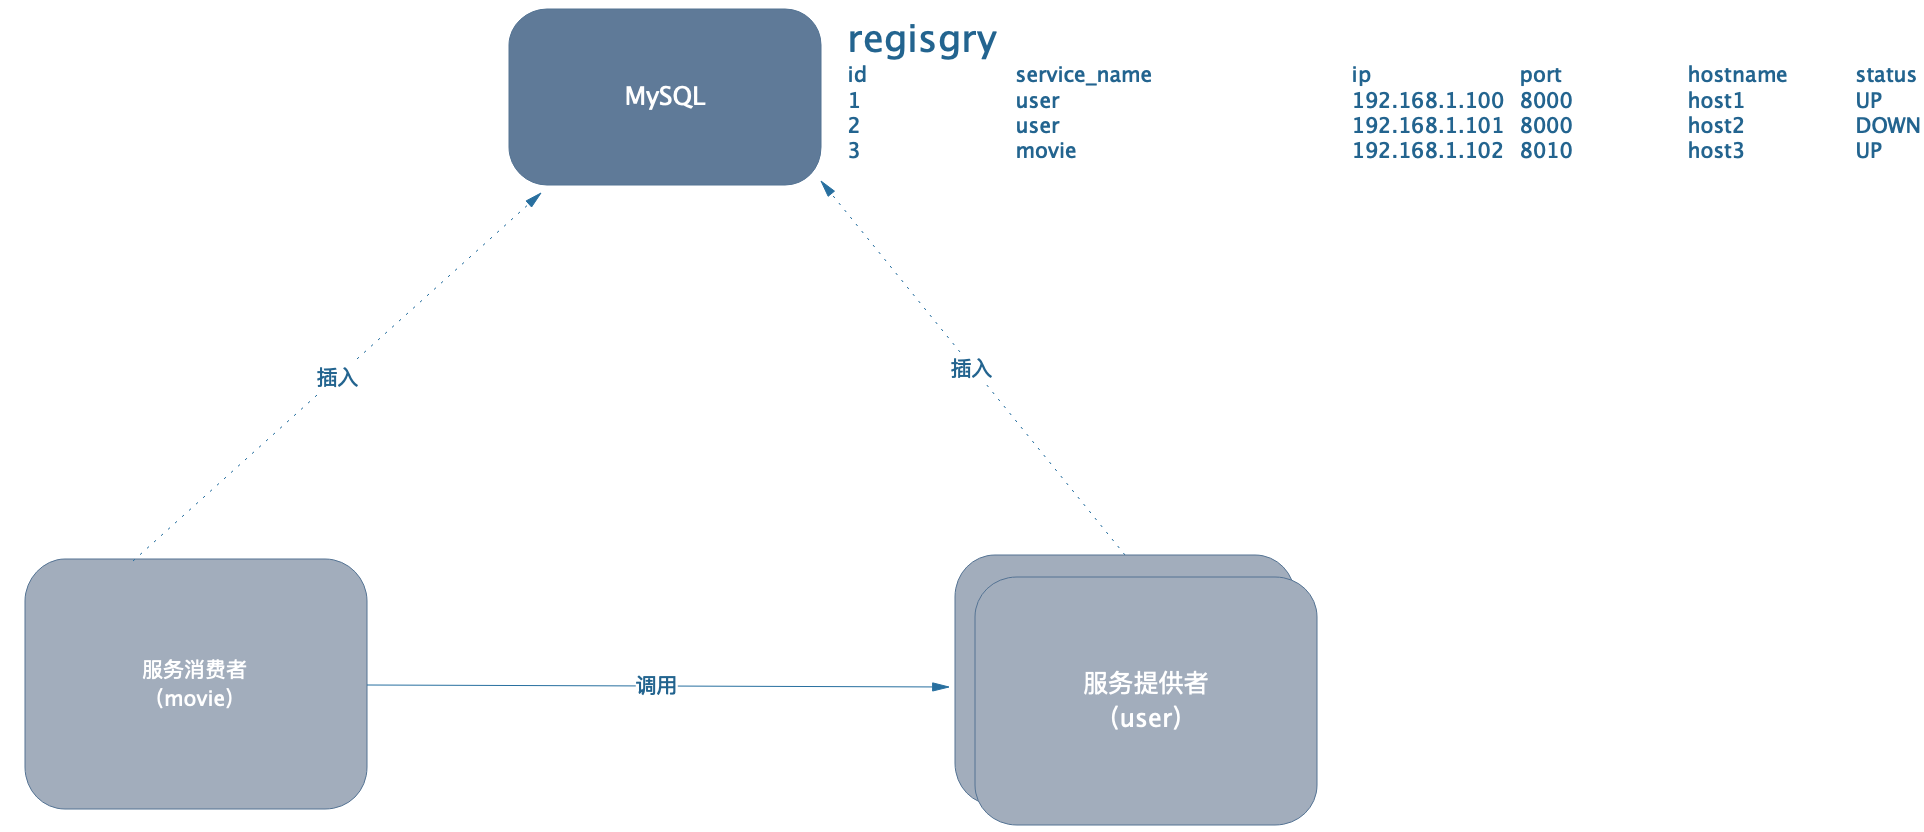 regisgry
MySQL
id service_name ip port hostname status
1 user 192.168.1.100 8000 host1 UP
2 user 192.168.1.101 8000 host2 DOWN
3 movie 192.168.1.102 8010 host3 UP
插入
插入
服务消费者
(movie)
调用
服务提供者
(user)